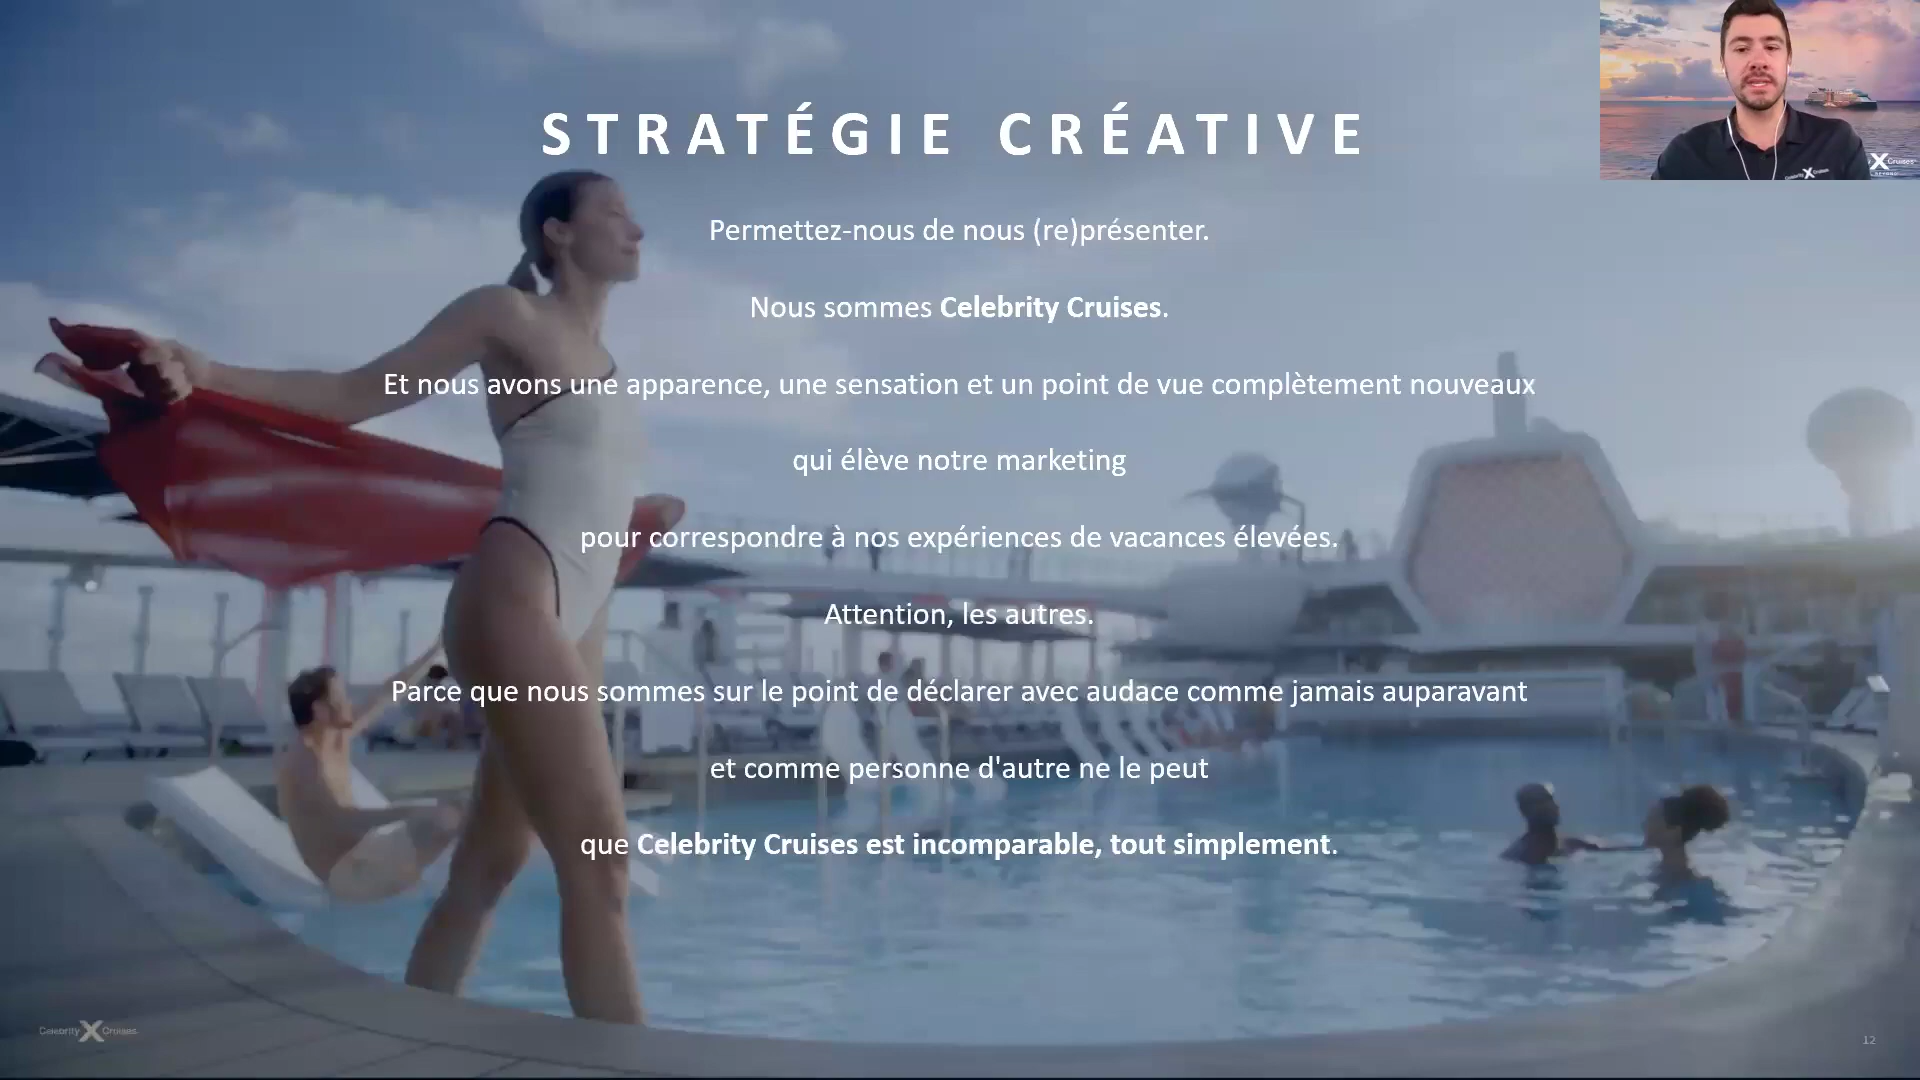 STRATÉGIE CRÉATIVE
Permettez-nous de nous (re)présenter.
Nous sommes Celebrity Cruises.
Et nous avons une apparence, une sensation et un point de vue complètement nouveaux
qui élève notre marketing
pour correspondre à nos expériences de vacances élevées.
Attention, les autres.
Parce que nous sommes sur le point de déclarer avec audace comme jamais auparavant
et comme personne d'autre ne le peut
que Celebrity Cruises est incomparable, tout simplement.
Celebrity X Cruises
X Cruises
Celebrity X Cruises
12